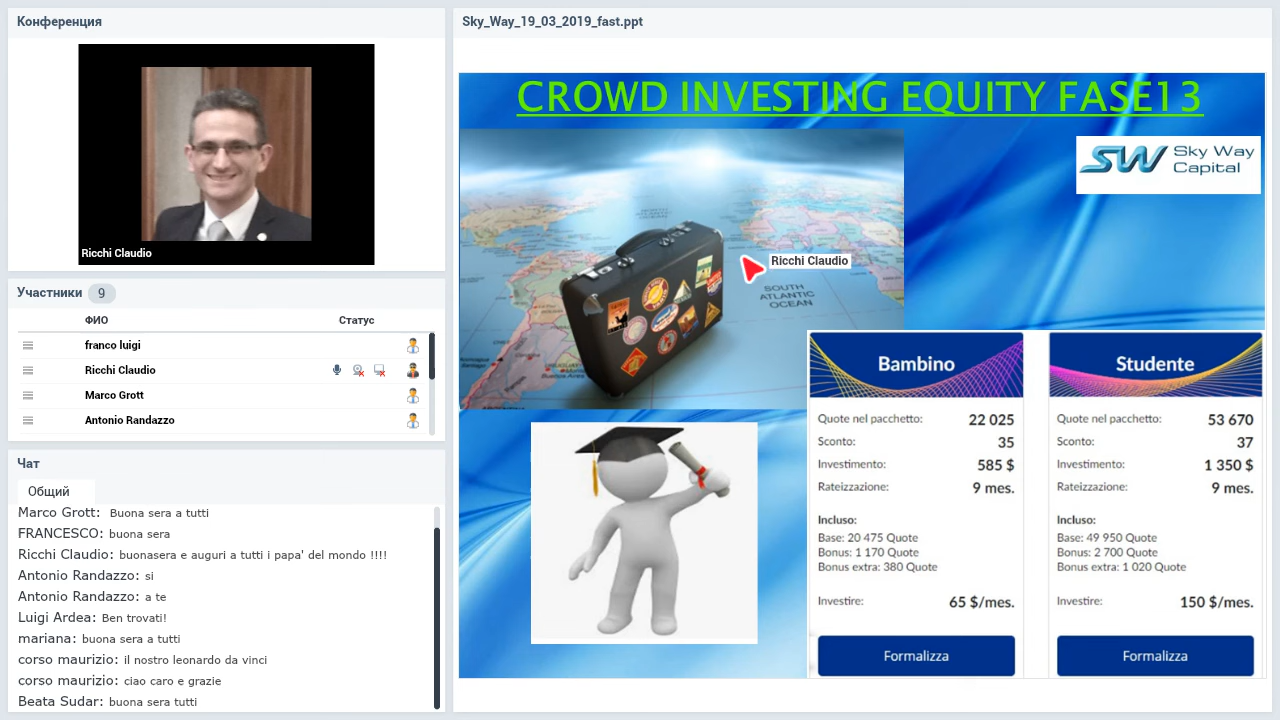 Конференция
Ricchi Claudio
Участники 9
ФИО Статус
franco luigi
Ricchi Claudio
Marco Grott
Antonio Randazzo
Чат
Общий
Marco Grott: Buona sera a tutti
FRANCESCO: buona sera
Ricchi Claudio: buonasera e auguri a tutti i papa' del mondo !!!!
Antonio Randazzo: si
Antonio Randazzo: a te
Luigi Ardea: Ben trovati!
mariana: buona sera a tutti
corso maurizio: il nostro leonardo da vinci
corso maurizio: ciao caro e grazie
Beata Sudar: buona sera tutti
Sky_Way_19_03_2019_fast.ppt
CROWD INVESTING EQUITY FASE13
SW Sky Way
Capital
Ricchi Claudio
SOUTH
ATLANTIC
OCEAN
Bambino
Quote nel pacchetto: 22 025
Sconto: 35
Investimento: 585 $
Rateizzazione: 9 mes.
Incluso:
Base: 20 475 Quote
Bonus: 1 170 Quote
Bonus extra: 380 Quote
Investire: 65 $/mes.
Formalizza
Studente
Quote nel pacchetto: 53 670
Sconto: 37
Investimento: 1 350 $
Rateizzazione: 9 mes.
Incluso:
Base: 49 950 Quote
Bonus: 2 700 Quote
Bonus extra: 1 020 Quote
Investire: 150 $/mes.
Formalizza